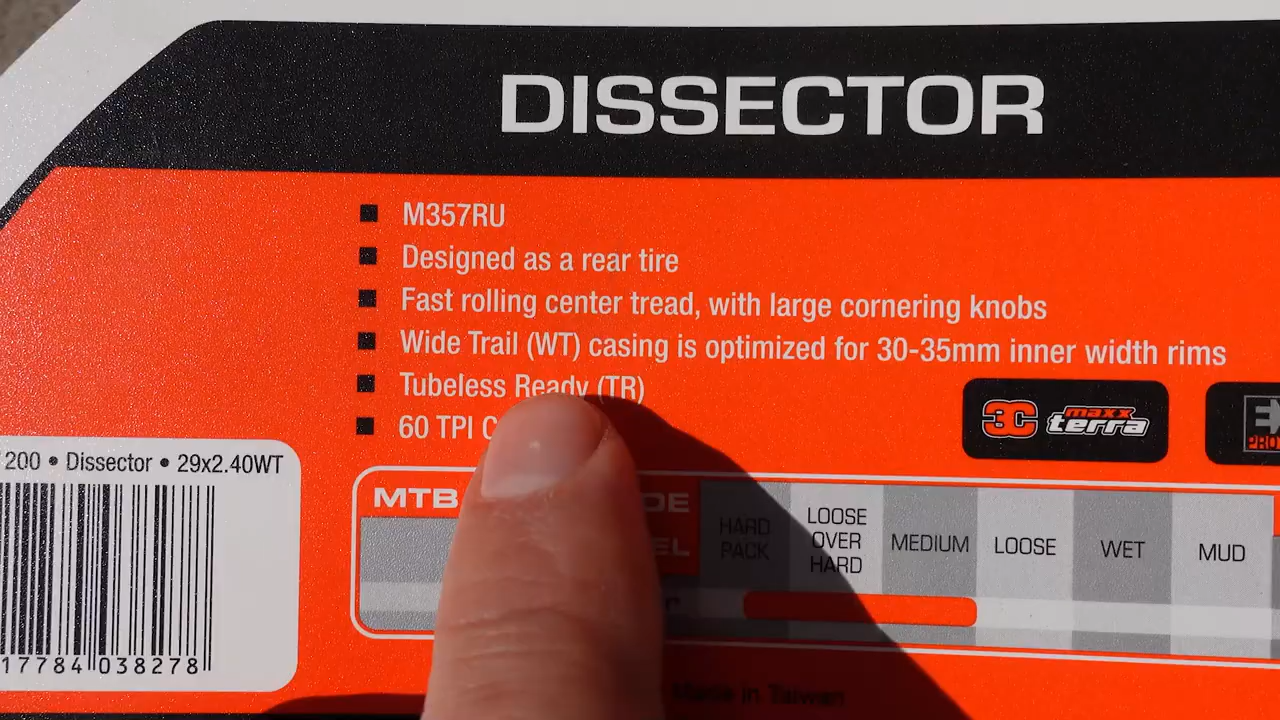 DISSECTOR
M357RU
Designed as a rear tire
Fast rolling center tread, with large cornering knobs
Wide Trail (WT) casing is optimized for 30-35mm inner width rims
Tubeless Ready (TR)
60 TPI
3C maxx terra
200 • Dissector • 29x2.40WT
17784 038278
MTB
HARD PACK
LOOSE OVER HARD
MEDIUM
LOOSE
WET
MUD
Made in Taiwan